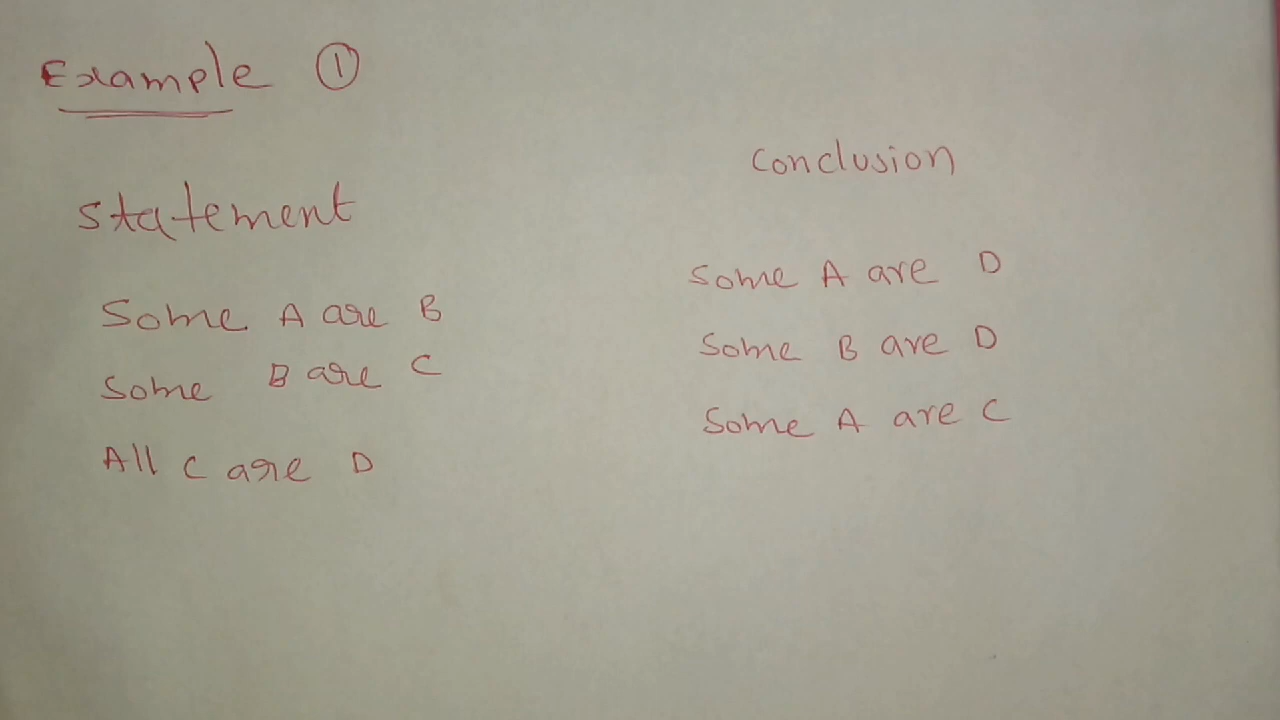 Example ①
Statement
Some A are B
Some B are C
All C are D
Conclusion
Some A are D
Some B are D
Some A are C